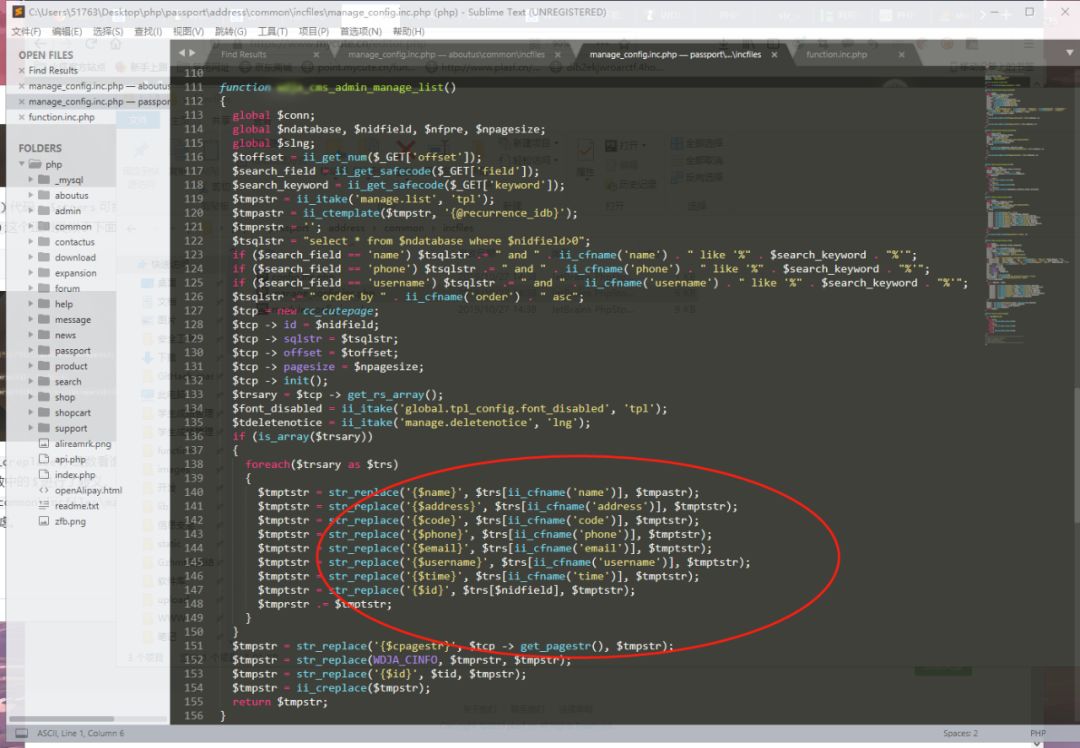 C:\Users\51763\Desktop\php\passport\address\common\incfiles\manage_config.inc.php (php) - Sublime Text (UNREGISTERED)
文件(F) 编辑(E) 选择(S) 查找(I) 视图(V) 跳转(G) 工具(T) 项目(P) 首选项(N) 帮助(H)
OPEN FILES
Find Results
manage_config.inc.php — aboutus
manage_config.inc.php — passpor
function.inc.php
FOLDERS
php
_mysql
aboutus
admin
common
contactus
download
expansion
forum
help
message
news
passport
product
search
shop
shopcart
support
alireamrk.png
api.php
index.php
openAlipay.html
readme.txt
zfb.png
Find Results
manage_config.inc.php — aboutus\common\incfiles
manage_config.inc.php — passport\...\incfiles
function.inc.php
110
111 function _cms_admin_manage_list()
112 {
113 global $conn;
114 global $ndatabase, $nidfield, $nfpre, $npagesize;
115 global $slng;
116 $toffset = ii_get_num($_GET['offset']);
117 $search_field = ii_get_safecode($_GET['field']);
118 $search_keyword = ii_get_safecode($_GET['keyword']);
119 $tmpstr = ii_itake('manage.list', 'tpl');
120 $tmpastr = ii_ctemplate($tmpstr, '{@recurrence_idb}');
121 $tmprstr = '';
122 $tsqlstr = "select * from $ndatabase where $nidfield>0";
123 if ($search_field == 'name') $tsqlstr .= " and " . ii_cfname('name') . " like '%" . $search_keyword . "%'";
124 if ($search_field == 'phone') $tsqlstr .= " and " . ii_cfname('phone') . " like '%" . $search_keyword . "%'";
125 if ($search_field == 'username') $tsqlstr .= " and " . ii_cfname('username') . " like '%" . $search_keyword . "%'";
126 $tsqlstr .= " order by " . ii_cfname('order') . " asc";
127 $tcp = new cc_cutepage;
128 $tcp -> id = $nidfield;
129 $tcp -> sqlstr = $tsqlstr;
130 $tcp -> offset = $toffset;
131 $tcp -> pagesize = $npagesize;
132 $tcp -> init();
133 $trsary = $tcp -> get_rs_array();
134 $font_disabled = ii_itake('global.tpl_config.font_disabled', 'tpl');
135 $tdeletenotice = ii_itake('manage.deletenotice', 'lng');
136 if (is_array($trsary))
137 {
138 foreach($trsary as $trs)
139 {
140 $tmptstr = str_replace('{$name}', $trs[ii_cfname('name')], $tmpastr);
141 $tmptstr = str_replace('{$address}', $trs[ii_cfname('address')], $tmptstr);
142 $tmptstr = str_replace('{$code}', $trs[ii_cfname('code')], $tmptstr);
143 $tmptstr = str_replace('{$phone}', $trs[ii_cfname('phone')], $tmptstr);
144 $tmptstr = str_replace('{$email}', $trs[ii_cfname('email')], $tmptstr);
145 $tmptstr = str_replace('{$username}', $trs[ii_cfname('username')], $tmptstr);
146 $tmptstr = str_replace('{$time}', $trs[ii_cfname('time')], $tmptstr);
147 $tmptstr = str_replace('{$id}', $trs[$nidfield], $tmptstr);
148 $tmprstr .= $tmptstr;
149 }
150 }
151 $tmpstr = str_replace('{$cpagestr}', $tcp -> get_pagestr(), $tmpstr);
152 $tmpstr = str_replace(WDJA_CINFO, $tmprstr, $tmpstr);
153 $tmpstr = str_replace('{$id}', $tid, $tmpstr);
154 $tmpstr = ii_creplace($tmpstr);
155 return $tmpstr;
156 }
ASCII, Line 1, Column 6
Spaces: 2
PHP